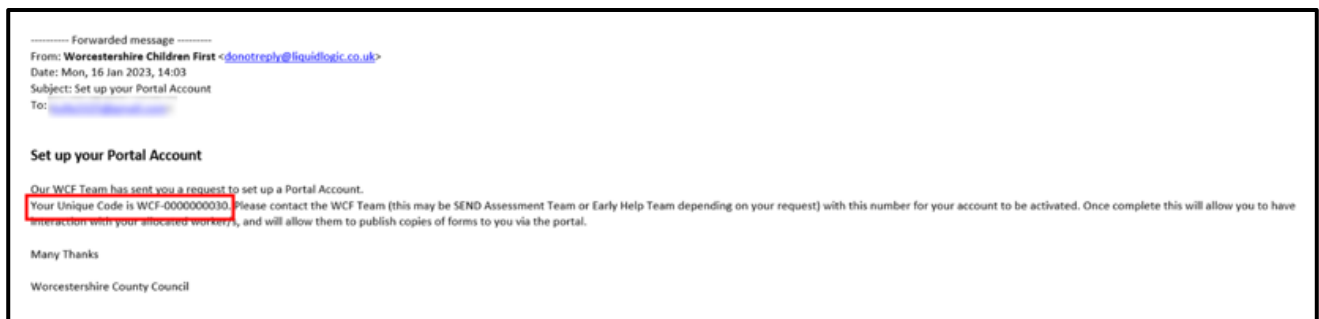 ---------- Forwarded message ---------
From: Worcestershire Children First <donotreply@liquidlogic.co.uk>
Date: Mon, 16 Jan 2023, 14:03
Subject: Set up your Portal Account
To:
Set up your Portal Account
Our WCF Team has sent you a request to set up a Portal Account.
Your Unique Code is WCF-0000000030. Please contact the WCF Team (this may be SEND Assessment Team or Early Help Team depending on your request) with this number for your account to be activated. Once complete this will allow you to have
interaction with your allocated worker/s, and will allow them to publish copies of forms to you via the portal.
Many Thanks
Worcestershire County Council